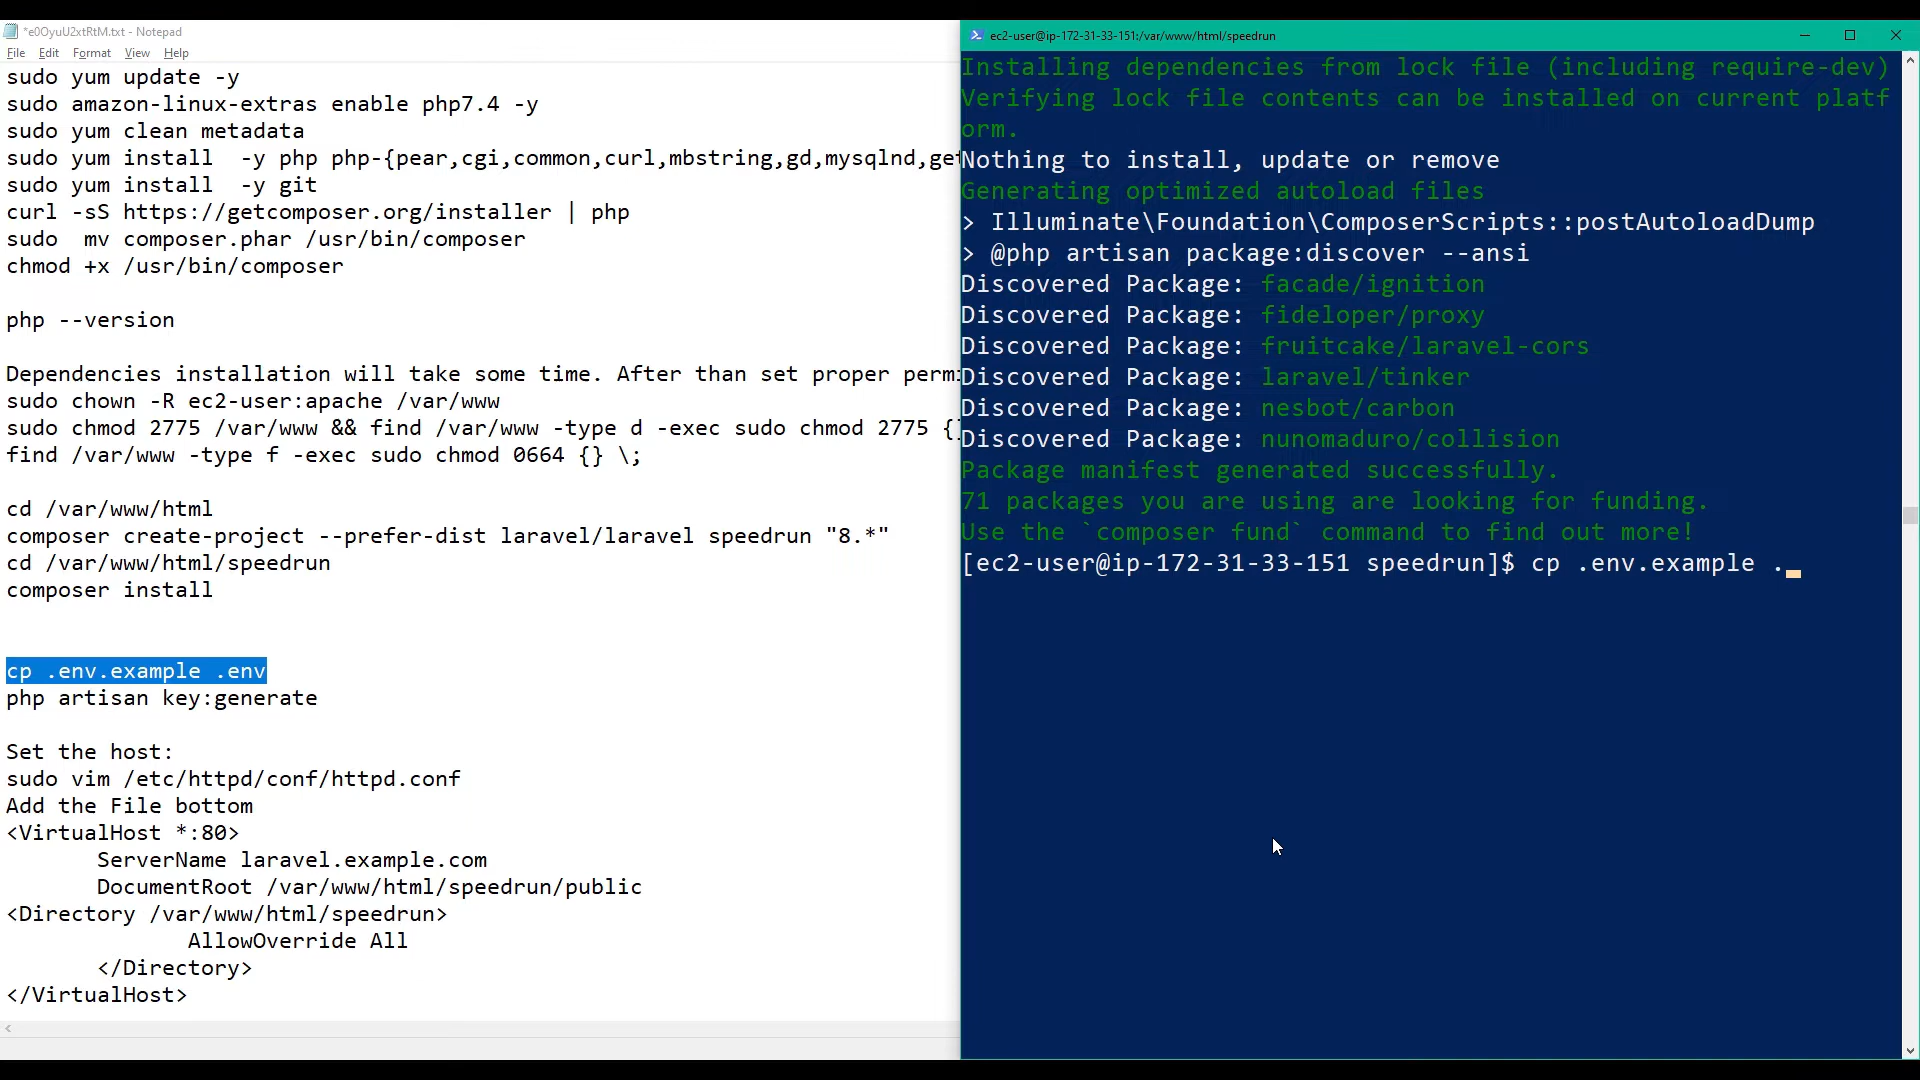 *e0OyuU2xtRtM.txt - Notepad
File Edit Format View Help
sudo yum update -y
sudo amazon-linux-extras enable php7.4 -y
sudo yum clean metadata
sudo yum install  -y php php-{pear,cgi,common,curl,mbstring,gd,mysqlnd,get
sudo yum install  -y git
curl -sS https://getcomposer.org/installer | php
sudo  mv composer.phar /usr/bin/composer
chmod +x /usr/bin/composer
php --version
Dependencies installation will take some time. After than set proper permi
sudo chown -R ec2-user:apache /var/www
sudo chmod 2775 /var/www && find /var/www -type d -exec sudo chmod 2775 {}
find /var/www -type f -exec sudo chmod 0664 {} \;
cd /var/www/html
composer create-project --prefer-dist laravel/laravel speedrun "8.*"
cd /var/www/html/speedrun
composer install
cp .env.example .env
php artisan key:generate
Set the host:
sudo vim /etc/httpd/conf/httpd.conf
Add the File bottom
<VirtualHost *:80>
ServerName laravel.example.com
DocumentRoot /var/www/html/speedrun/public
<Directory /var/www/html/speedrun>
AllowOverride All
</Directory>
</VirtualHost>
ec2-user@ip-172-31-33-151:/var/www/html/speedrun
Installing dependencies from lock file (including require-dev)
Verifying lock file contents can be installed on current platf
orm.
Nothing to install, update or remove
Generating optimized autoload files
> Illuminate\Foundation\ComposerScripts::postAutoloadDump
> @php artisan package:discover --ansi
Discovered Package: facade/ignition
Discovered Package: fideloper/proxy
Discovered Package: fruitcake/laravel-cors
Discovered Package: laravel/tinker
Discovered Package: nesbot/carbon
Discovered Package: nunomaduro/collision
Package manifest generated successfully.
71 packages you are using are looking for funding.
Use the `composer fund` command to find out more!
[ec2-user@ip-172-31-33-151 speedrun]$ cp .env.example .